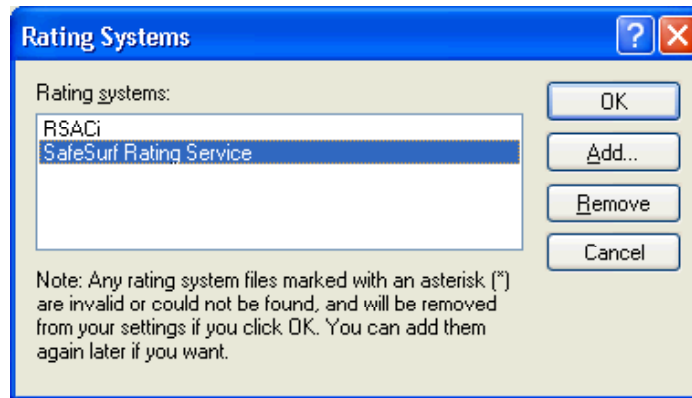 Rating Systems
Rating systems:
RSACi
SafeSurf Rating Service
OK
Add...
Remove
Cancel
Note: Any rating system files marked with an asterisk (*)
are invalid or could not be found, and will be removed
from your settings if you click OK. You can add them
again later if you want.